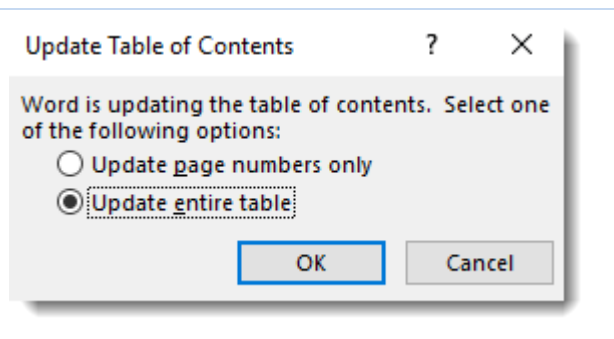 Update Table of Contents ?
Word is updating the table of contents. Select one
of the following options:
Update page numbers only
Update entire table
OK Cancel